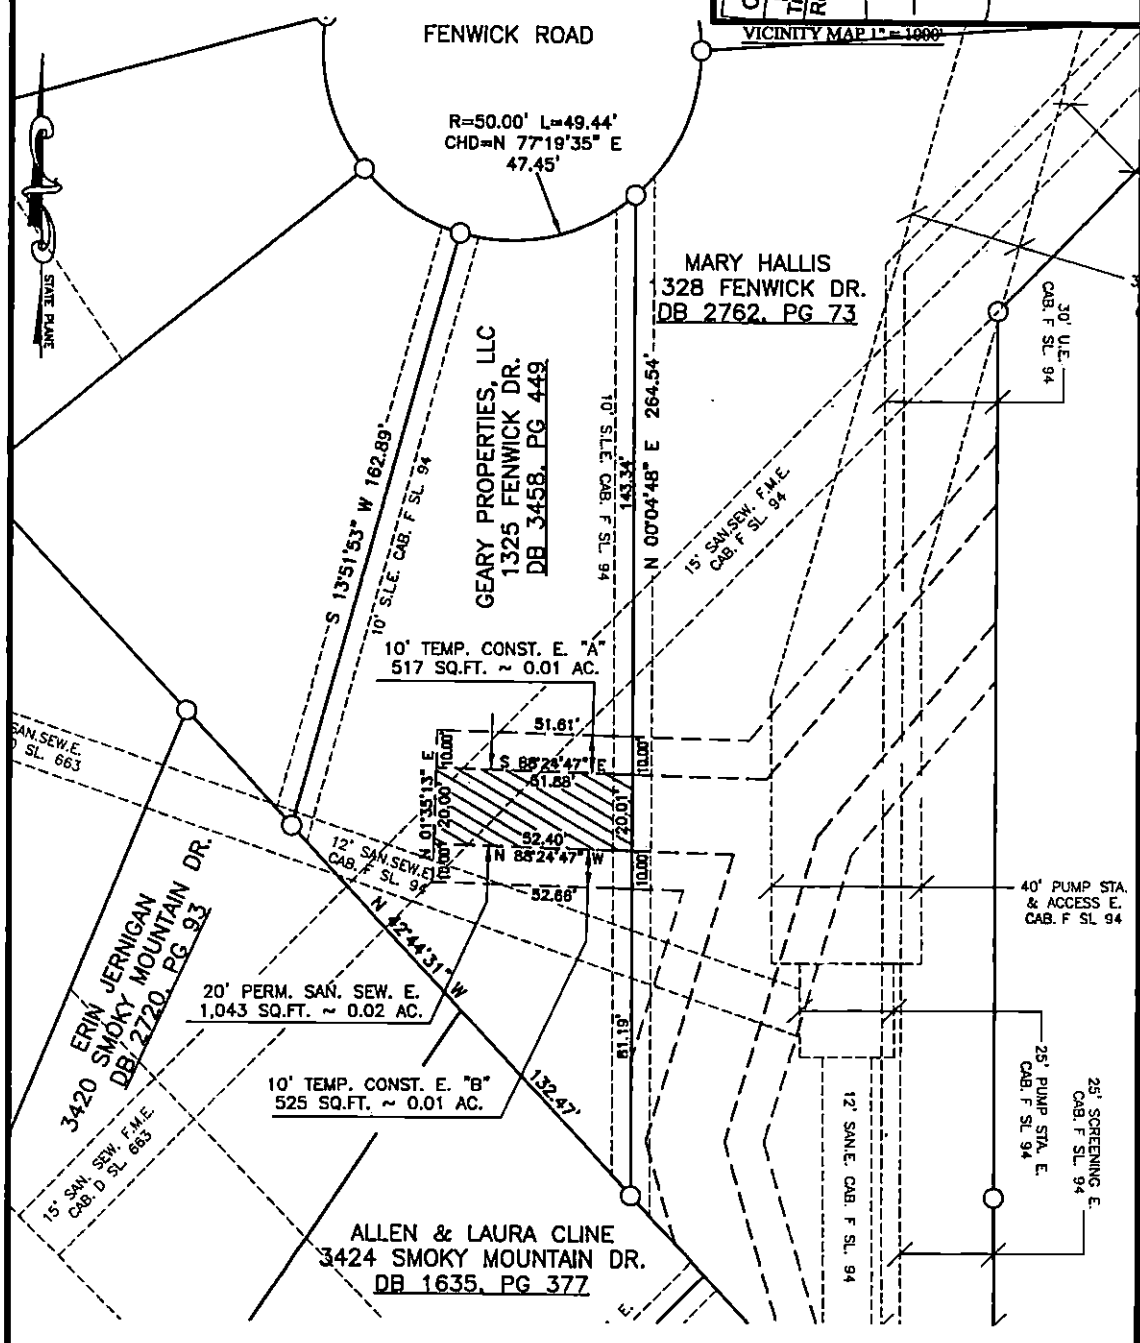 VICINITY MAP 1" = 1000'
FENWICK ROAD
R=50.00' L=49.44'
CHD=N 77°19'35" E
47.45'
STATE PLANE
MARY HALLIS
1328 FENWICK DR.
DB 2762, PG 73
30' U.E.
CAB. F SL. 94
GEARY PROPERTIES, LLC
1325 FENWICK DR.
DB 3458, PG 449
S 13°51'53" W 162.89'
10' S.L.E. CAB. F SL. 94
10' S.L.E. CAB. F SL. 94
143.34'
N 00°04'48" E 264.54'
15' SAN.SEW. F.M.E.
CAB. F SL. 94
10' TEMP. CONST. E. "A"
517 SQ.FT. ~ 0.01 AC.
SAN.SEW.E.
D SL. 663
51.61'
10.00'
10.00'
S 88°24'47" E
51.88'
N 01°35'13" E
20.00'
20.01'
52.40'
N 88°24'47" W
10.00'
10.00'
52.66'
12' SAN.SEW.E.
CAB. F SL. 94
N 42°44'31" W
132.47'
81.19'
40' PUMP STA.
& ACCESS E.
CAB. F SL 94
ERIN JERNIGAN
3420 SMOKY MOUNTAIN DR.
DB 2720, PG 93
20' PERM. SAN. SEW. E.
1,043 SQ.FT. ~ 0.02 AC.
10' TEMP. CONST. E. "B"
525 SQ.FT. ~ 0.01 AC.
25' PUMP STA. E.
CAB. F SL 94
25' SCREENING E.
CAB. F SL. 94
12' SAN.E. CAB. F SL. 94
15' SAN. SEW. F.M.E.
CAB. D SL. 663
ALLEN & LAURA CLINE
3424 SMOKY MOUNTAIN DR.
DB 1635, PG 377
E.